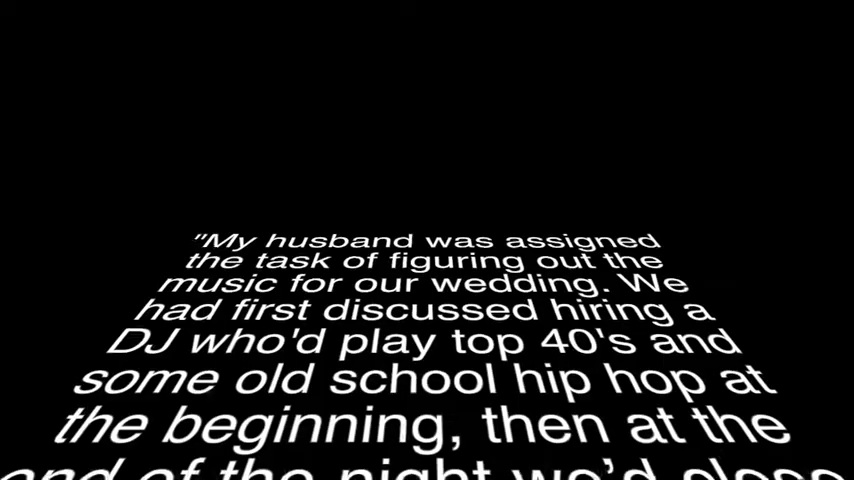 "My husband was assigned
the task of figuring out the
music for our wedding. We
had first discussed hiring a
DJ who'd play top 40's and
some old school hip hop at
the beginning, then at the
end of the night we’d close